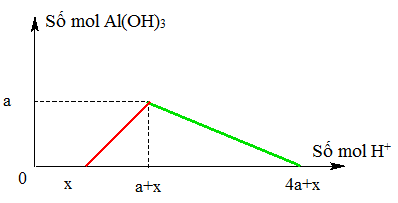 Số mol Al(OH)₃
a
Số mol H⁺
0
x
a+x
4a+x